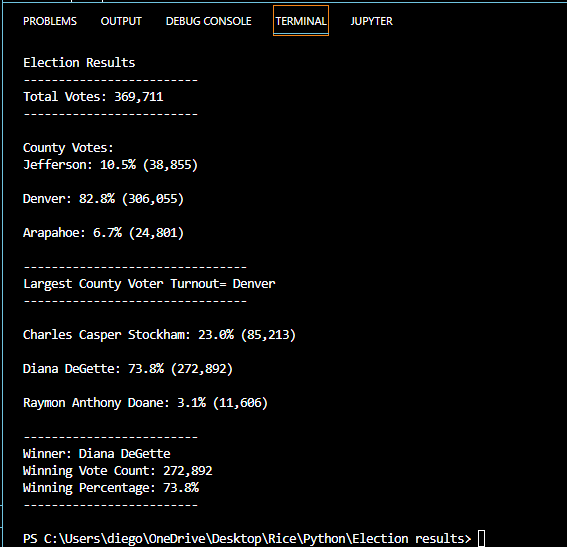 PROBLEMS OUTPUT DEBUG CONSOLE TERMINAL JUPYTER
Election Results
-------------------------
Total Votes: 369,711
-------------------------
County Votes:
Jefferson: 10.5% (38,855)
Denver: 82.8% (306,055)
Arapahoe: 6.7% (24,801)
--------------------------------
Largest County Voter Turnout= Denver
--------------------------------
Charles Casper Stockham: 23.0% (85,213)
Diana DeGette: 73.8% (272,892)
Raymon Anthony Doane: 3.1% (11,606)
-------------------------
Winner: Diana DeGette
Winning Vote Count: 272,892
Winning Percentage: 73.8%
-------------------------
PS C:\Users\diego\OneDrive\Desktop\Rice\Python\Election results>